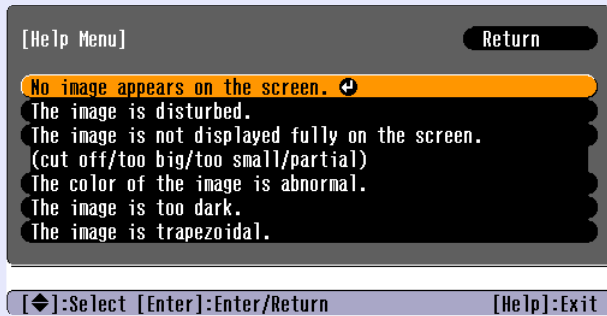 [Help Menu] Return
No image appears on the screen.
The image is disturbed.
The image is not displayed fully on the screen.
(cut off/too big/too small/partial)
The color of the image is abnormal.
The image is too dark.
The image is trapezoidal.
[◆]:Select [Enter]:Enter/Return [Help]:Exit